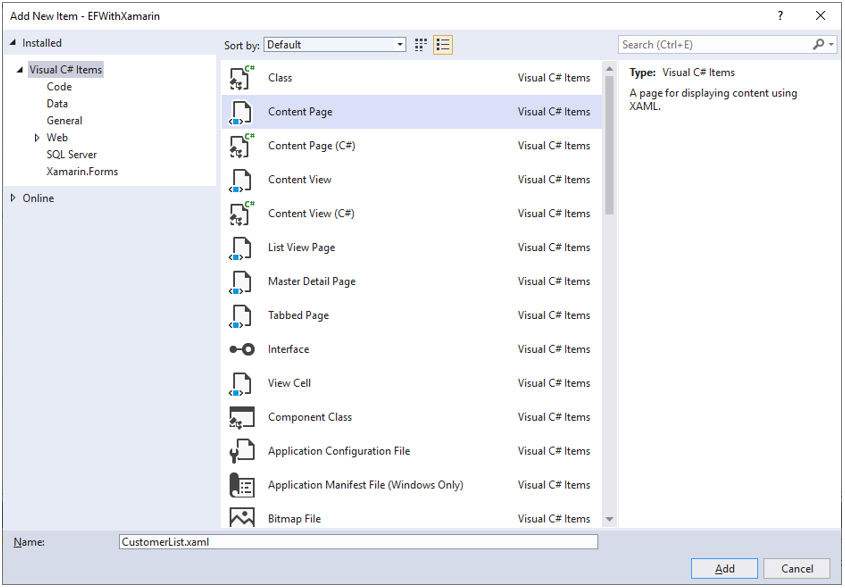 Add New Item - EFWithXamarin
? 
Installed
Visual C# Items
Code
Data
General
Web
SQL Server
Xamarin.Forms
Online
Sort by: Default
Class Visual C# Items
Content Page Visual C# Items
Content Page (C#) Visual C# Items
Content View Visual C# Items
Content View (C#) Visual C# Items
List View Page Visual C# Items
Master Detail Page Visual C# Items
Tabbed Page Visual C# Items
Interface Visual C# Items
View Cell Visual C# Items
Component Class Visual C# Items
Application Configuration File Visual C# Items
Application Manifest File (Windows Only) Visual C# Items
Bitmap File Visual C# Items
Search (Ctrl+E)
Type: Visual C# Items
A page for displaying content using
XAML.
Name: CustomerList.xaml
Add Cancel